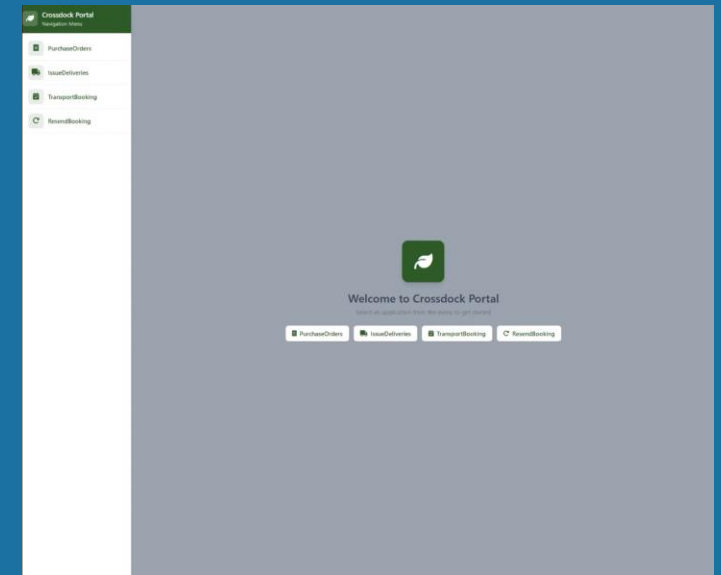 Crossdock Portal
Navigation Menu
PurchaseOrders
IssueDeliveries
TransportBooking
ResendBooking
Welcome to Crossdock Portal
Select an application from the menu to get started
PurchaseOrders IssueDeliveries TransportBooking ResendBooking